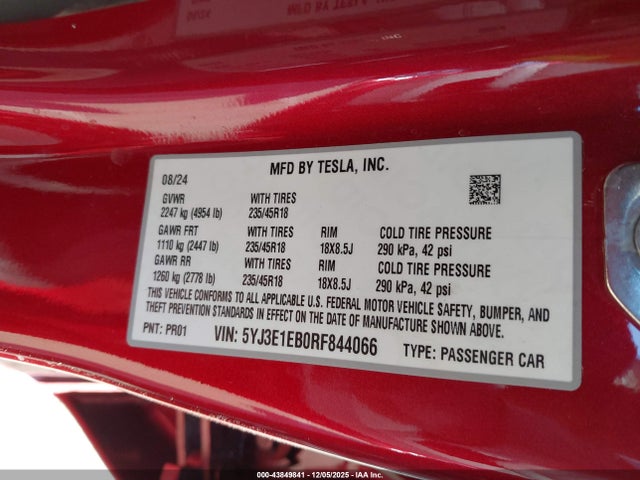 MFD BY TESLA, INC.
08/24
GVWR WITH TIRES
2247 kg (4954 lb) 235/45R18
GAWR FRT WITH TIRES RIM COLD TIRE PRESSURE
1110 kg (2447 lb) 235/45R18 18X8.5J 290 kPa, 42 psi
GAWR RR WITH TIRES RIM COLD TIRE PRESSURE
1260 kg (2778 lb) 235/45R18 18X8.5J 290 kPa, 42 psi
THIS VEHICLE CONFORMS TO ALL APPLICABLE U.S. FEDERAL MOTOR VEHICLE SAFETY, BUMPER, AND
THEFT PREVENTION STANDARDS IN EFFECT ON THE DATE OF MANUFACTURE SHOWN ABOVE.
PNT: PR01 VIN: 5YJ3E1EB0RF844066 TYPE: PASSENGER CAR
00-43849841 - 12/05/2025 - IAA Holdings, LLC.